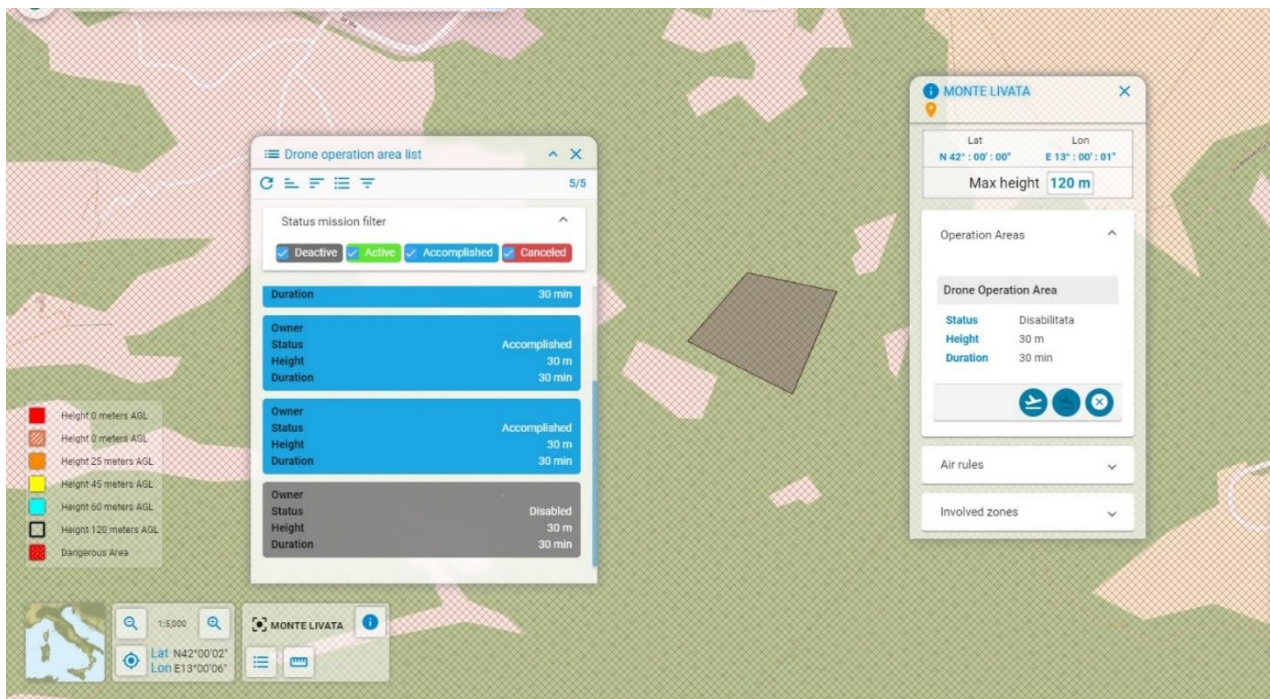 Drone operation area list
5/5
Status mission filter
Deactive Active Accomplished Canceled
Duration 30 min
Owner
Status Accomplished
Height 30 m
Duration 30 min
Owner
Status Accomplished
Height 30 m
Duration 30 min
Owner
Status Disabled
Height 30 m
Duration 30 min
MONTE LIVATA
Lat Lon
N 42° : 00' : 00" E 13° : 00' : 01"
Max height 120 m
Operation Areas
Drone Operation Area
Status Disabilitata
Height 30 m
Duration 30 min
Air rules
Involved zones
Height 0 meters AGL
Height 0 meters AGL
Height 25 meters AGL
Height 45 meters AGL
Height 60 meters AGL
Height 120 meters AGL
Dangerous Area
1:5,000
Lat N42°00'02"
Lon E13°00'06"
MONTE LIVATA